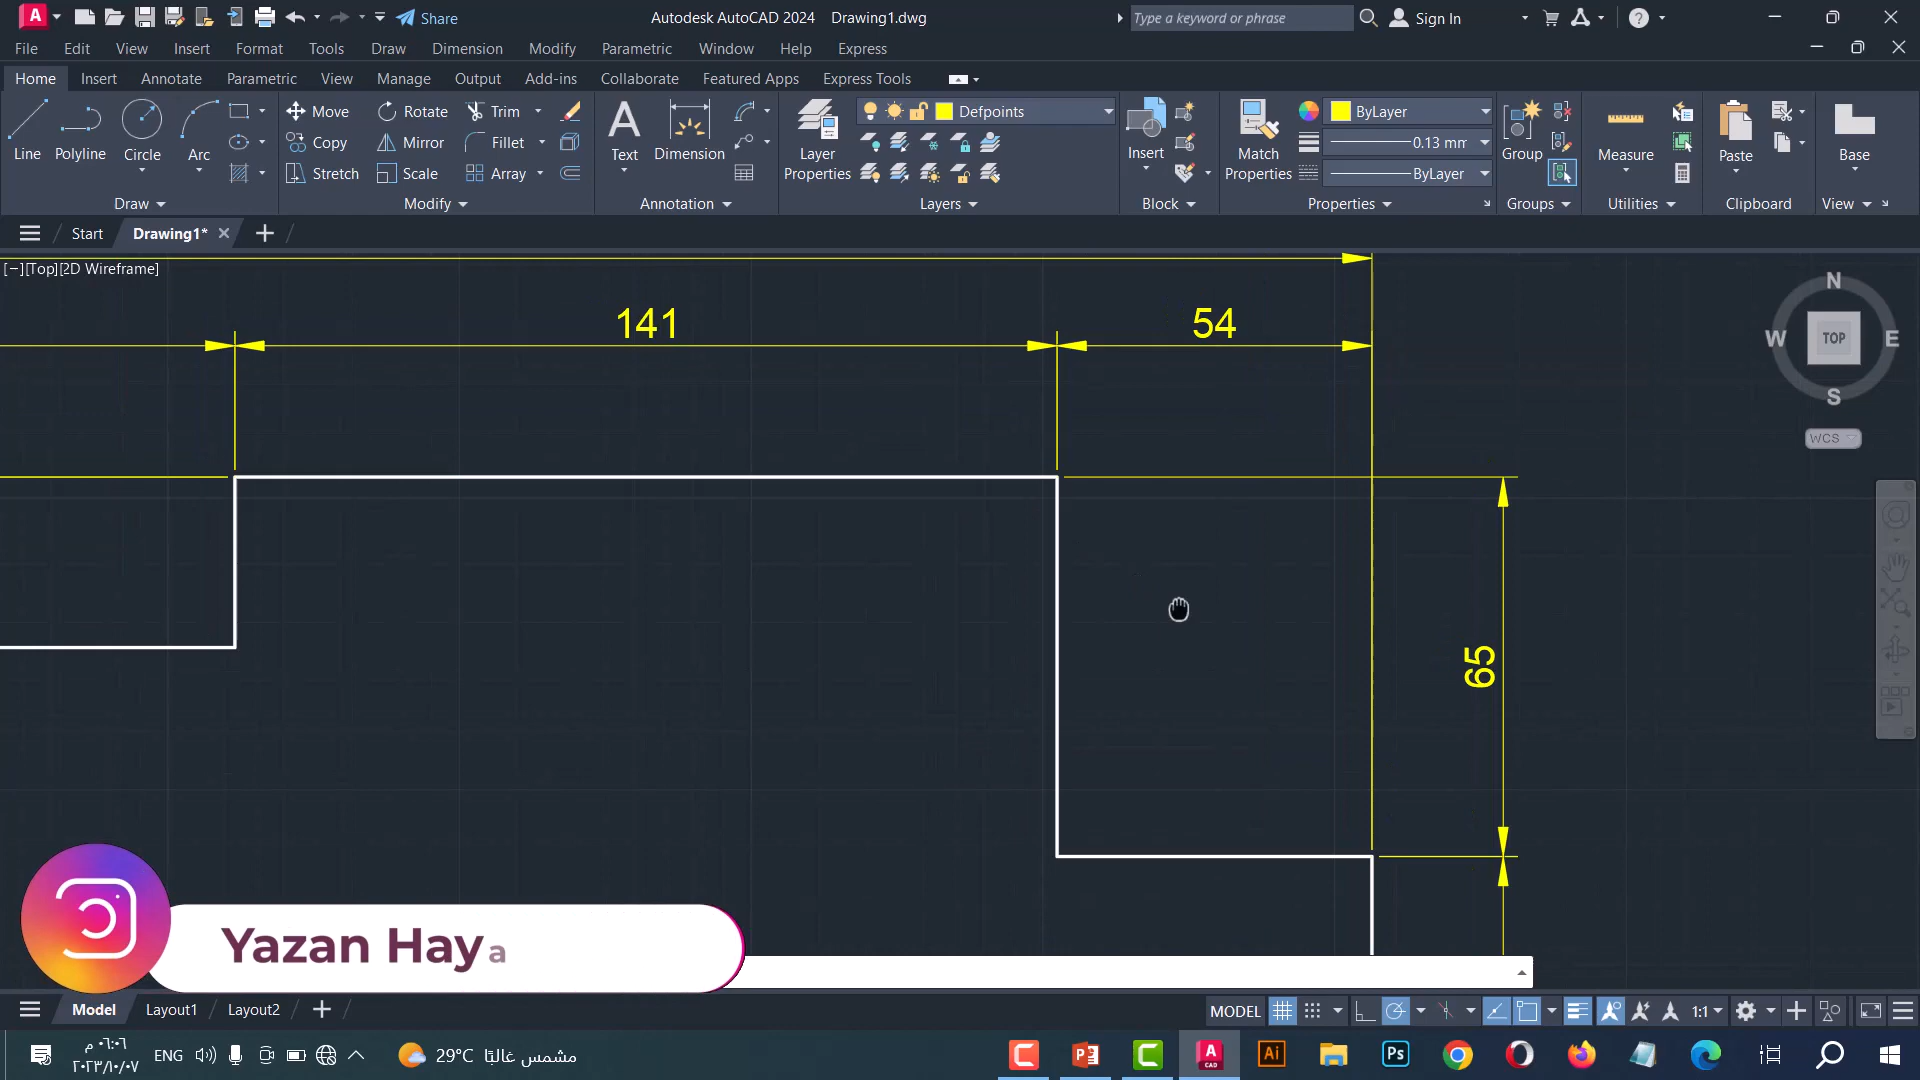 Share
Autodesk AutoCAD 2024 Drawing1.dwg
Type a keyword or phrase
Sign In
File Edit View Insert Format Tools Draw Dimension Modify Parametric Window Help Express
Home Insert Annotate Parametric View Manage Output Add-ins Collaborate Featured Apps Express Tools
Line
Polyline
Circle
Arc
Draw
Move
Rotate
Trim
Copy
Mirror
Fillet
Stretch
Scale
Array
Modify
Text
Dimension
Annotation
Layer
Properties
Defpoints
Layers
Insert
Block
Match
Properties
ByLayer
0.13 mm
ByLayer
Properties
Group
Groups
Measure
Utilities
Paste
Clipboard
Base
View
Start
Drawing1*
[−][Top][2D Wireframe]
141
54
65
N
W
TOP
E
S
WCS
Yazan Haya
Model
Layout1
Layout2
MODEL
1:1
٠٦:٠٦ م
٢٠٢٣/١٠/٠٧
ENG
29°C مشمس غالبًا